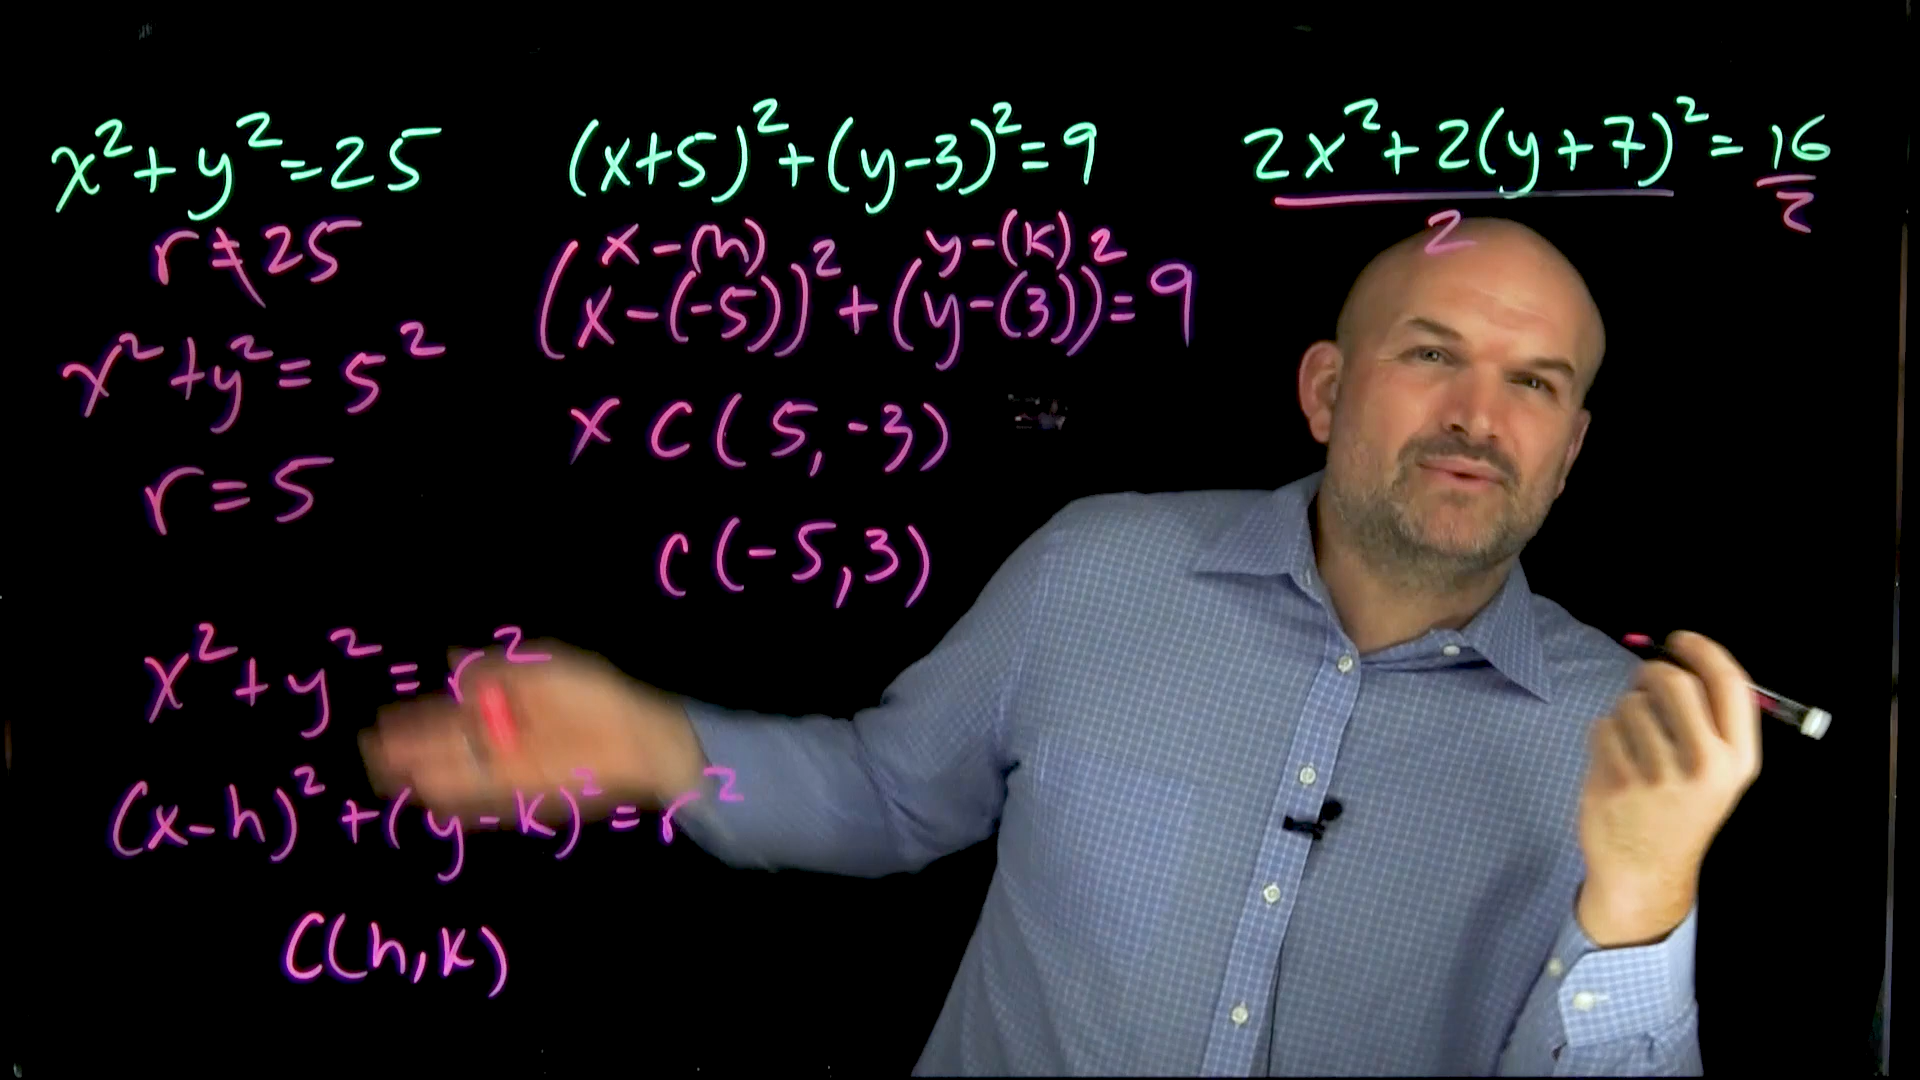 x² + y² = 25
r ≠ 25
x² + y² = 5²
r = 5
x² + y² = r²
(x - h)² + (y - k)² = r²
C(h, k)
(x + 5)² + (y - 3)² = 9
x - (h) y - (k)
(x - (-5))² + (y - (3))² = 9
x C (5, -3)
C (-5, 3)
2x² + 2(y + 7)² = 16
2 2